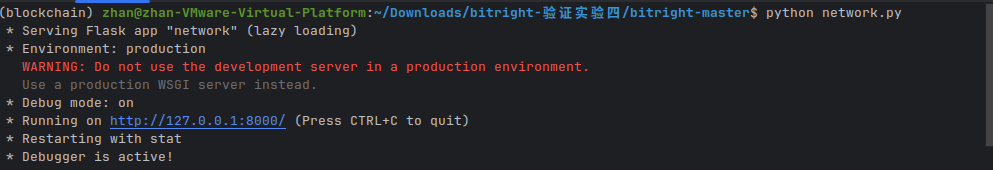 (blockchain) zhan@zhan-VMware-Virtual-Platform:~/Downloads/bitright-验证实验四/bitright-master$ python network.py
* Serving Flask app "network" (lazy loading)
* Environment: production
WARNING: Do not use the development server in a production environment.
Use a production WSGI server instead.
* Debug mode: on
* Running on http://127.0.0.1:8000/ (Press CTRL+C to quit)
* Restarting with stat
* Debugger is active!